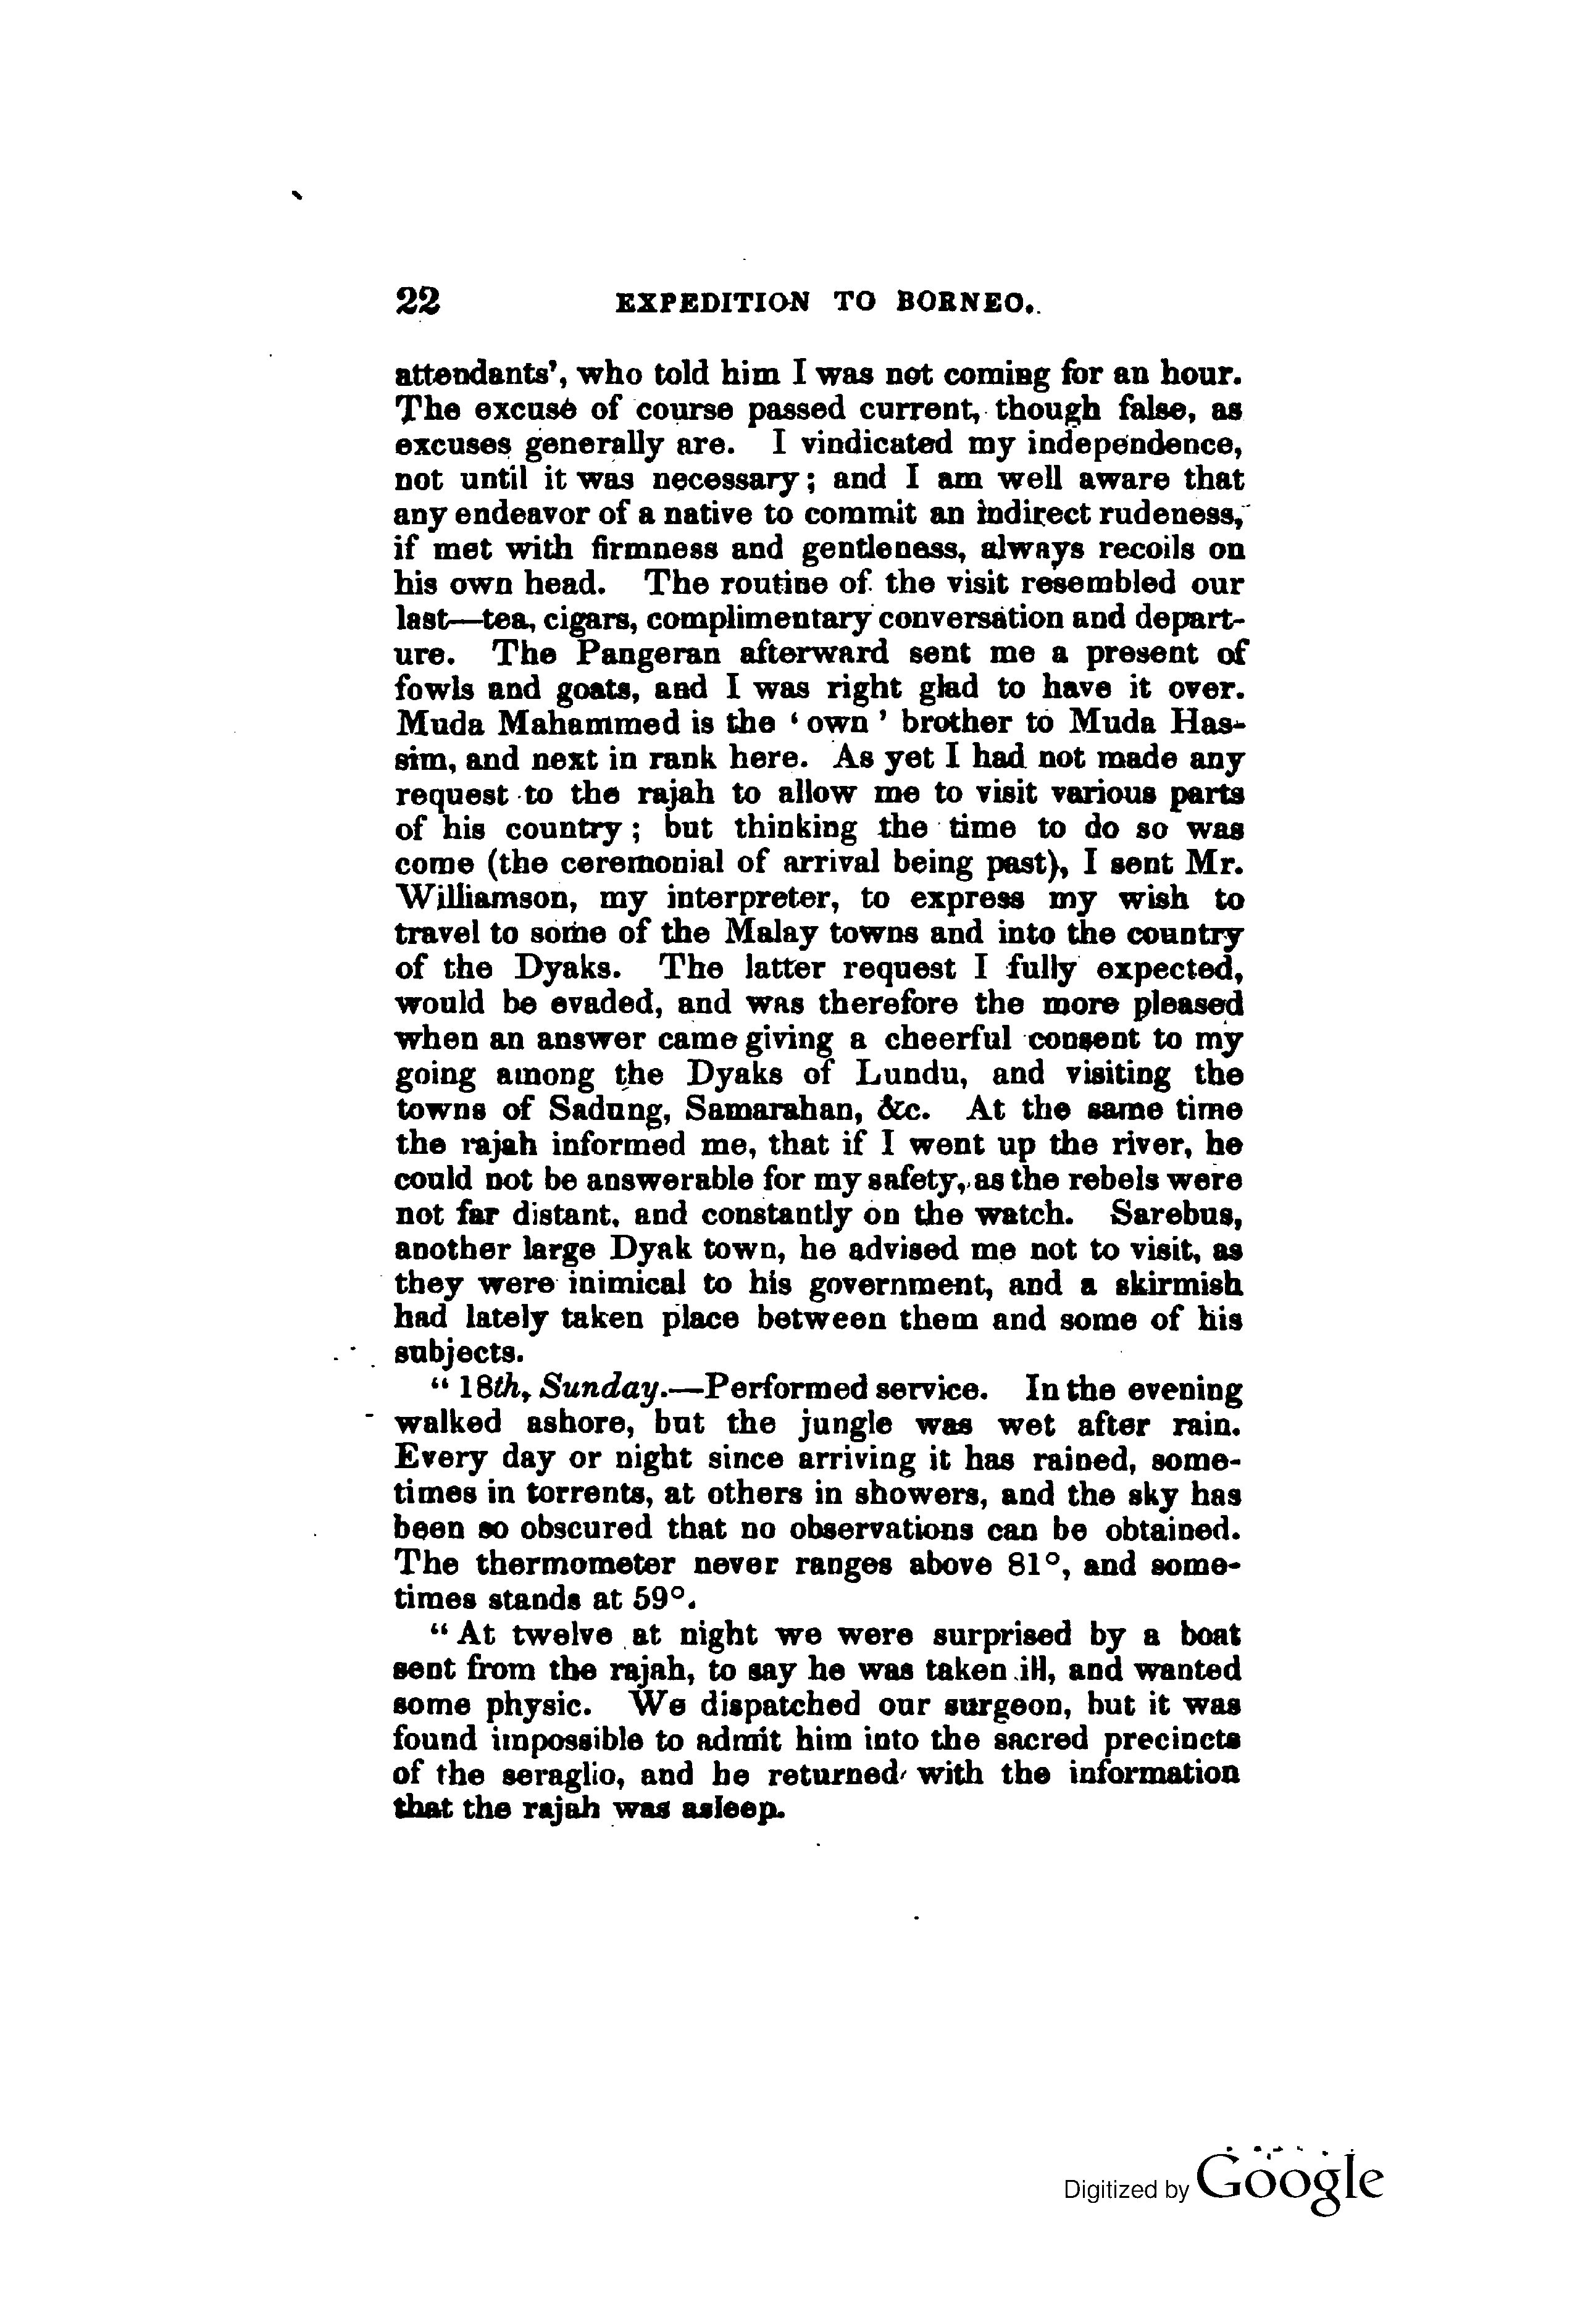 22 EXPEDITION TO BORNEO.
attendants', who told him I was not coming for an hour.
The excuse of course passed current, though false, as
excuses generally are. I vindicated my independence,
not until it was necessary; and I am well aware that
any endeavor of a native to commit an indirect rudeness,
if met with firmness and gentleness, always recoils on
his own head. The routine of the visit resembled our
last—tea, cigars, complimentary conversation and depart-
ure. The Pangeran afterward sent me a present of
fowls and goats, and I was right glad to have it over.
Muda Mahammed is the ‘own’ brother to Muda Has-
sim, and next in rank here. As yet I had not made any
request to the rajah to allow me to visit various parts
of his country; but thinking the time to do so was
come (the ceremonial of arrival being past), I sent Mr.
Williamson, my interpreter, to express my wish to
travel to some of the Malay towns and into the country
of the Dyaks. The latter request I fully expected,
would be evaded, and was therefore the more pleased
when an answer came giving a cheerful consent to my
going among the Dyaks of Lundu, and visiting the
towns of Sadung, Samarahan, &c. At the same time
the rajah informed me, that if I went up the river, he
could not be answerable for my safety, as the rebels were
not far distant, and constantly on the watch. Sarebus,
another large Dyak town, he advised me not to visit, as
they were inimical to his government, and a skirmish
had lately taken place between them and some of his
subjects.
“18th, Sunday.—Performed service. In the evening
walked ashore, but the jungle was wet after rain.
Every day or night since arriving it has rained, some-
times in torrents, at others in showers, and the sky has
been so obscured that no observations can be obtained.
The thermometer never ranges above 81°, and some-
times stands at 59°.
“At twelve at night we were surprised by a boat
sent from the rajah, to say he was taken ill, and wanted
some physic. We dispatched our surgeon, but it was
found impossible to admit him into the sacred precincts
of the seraglio, and he returned with the information
that the rajah was asleep.
Digitized by Google